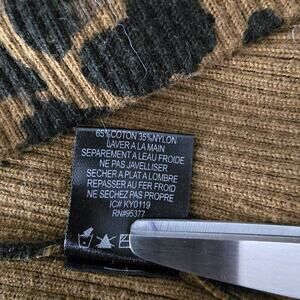 65%COTON 35%NYLON
LAVER A LA MAIN
SEPAREMENT A LEAU FROIDE
NE PAS JAVELLISER
SECHER A PLAT A LOMBRE
REPASSER AU FER FROID
NE SECHEZ PAS PROPRE
IC# KY0119
RN#95377